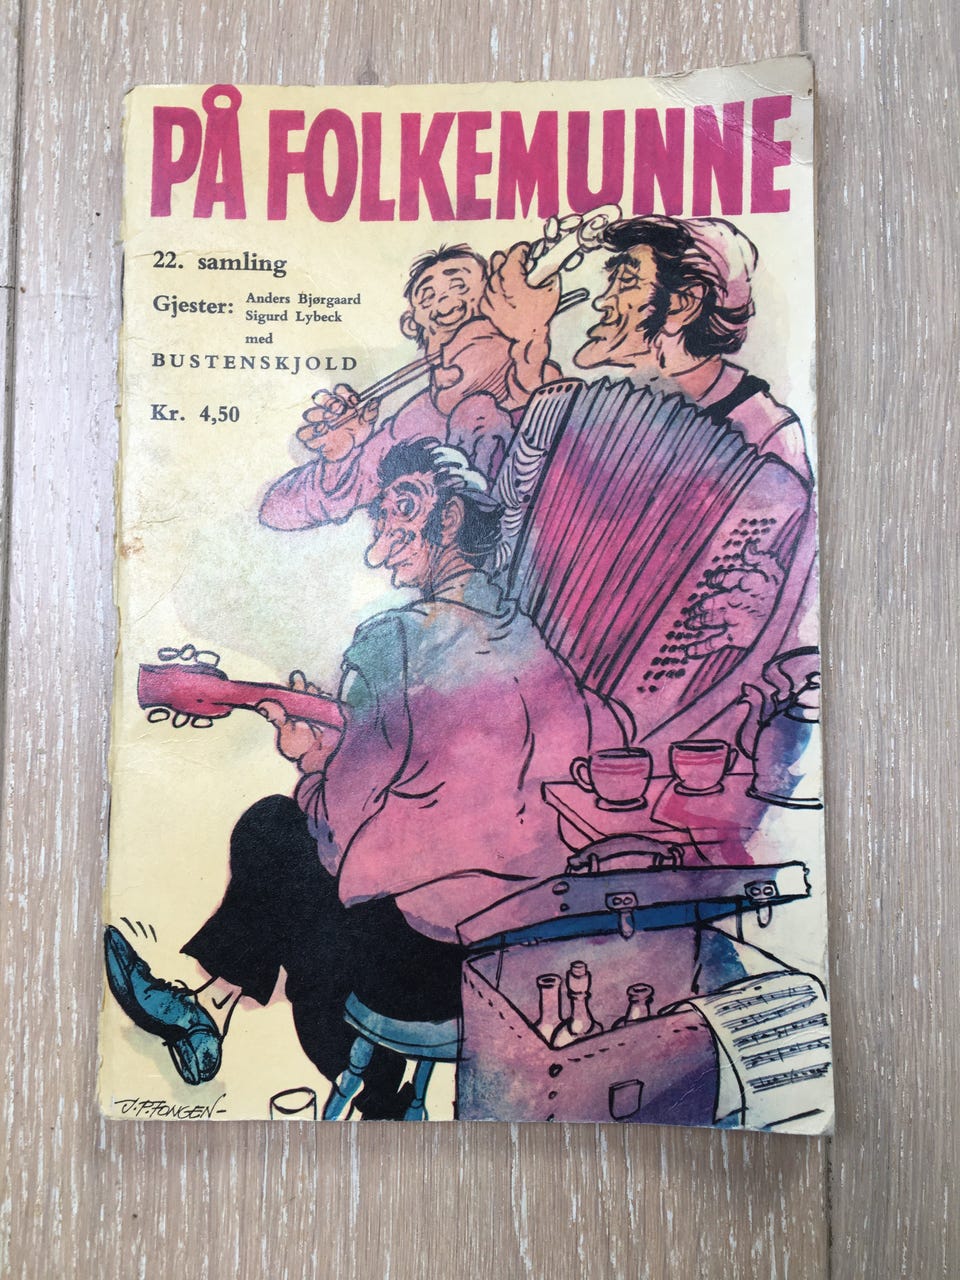 PÅ FOLKEMUNNE
22. samling
Gjester: Anders Bjørgaard
Sigurd Lybeck
med
BUSTENSKJOLD
Kr. 4,50
J.P. FONGEN